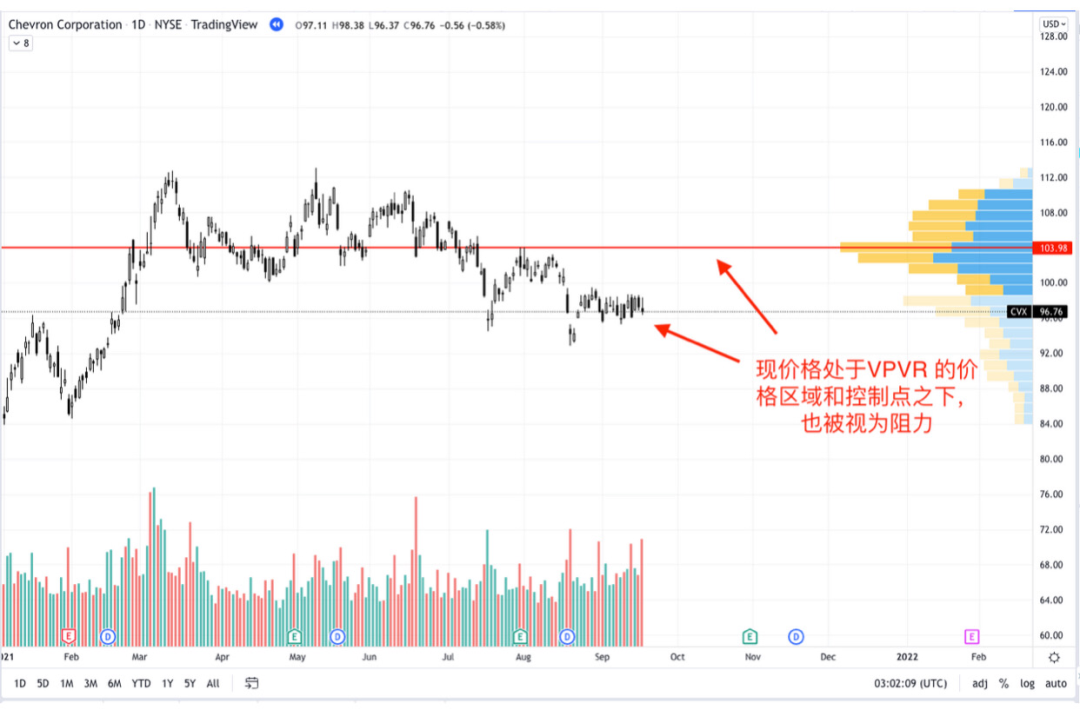 Chevron Corporation · 1D · NYSE · TradingView O97.11 H98.38 L96.37 C96.76 −0.56 (−0.58%)
8
USD
128.00
124.00
120.00
116.00
112.00
108.00
103.98
100.00
CVX 96.76
96.00
92.00
88.00
84.00
80.00
76.00
72.00
68.00
64.00
60.00
现价格处于VPVR 的价
格区域和控制点之下,
也被视为阻力
E D E D E D E D E
021 Feb Mar Apr May Jun Jul Aug Sep Oct Nov Dec 2022 Feb
1D 5D 1M 3M 6M YTD 1Y 5Y All 03:02:09 (UTC) adj % log auto